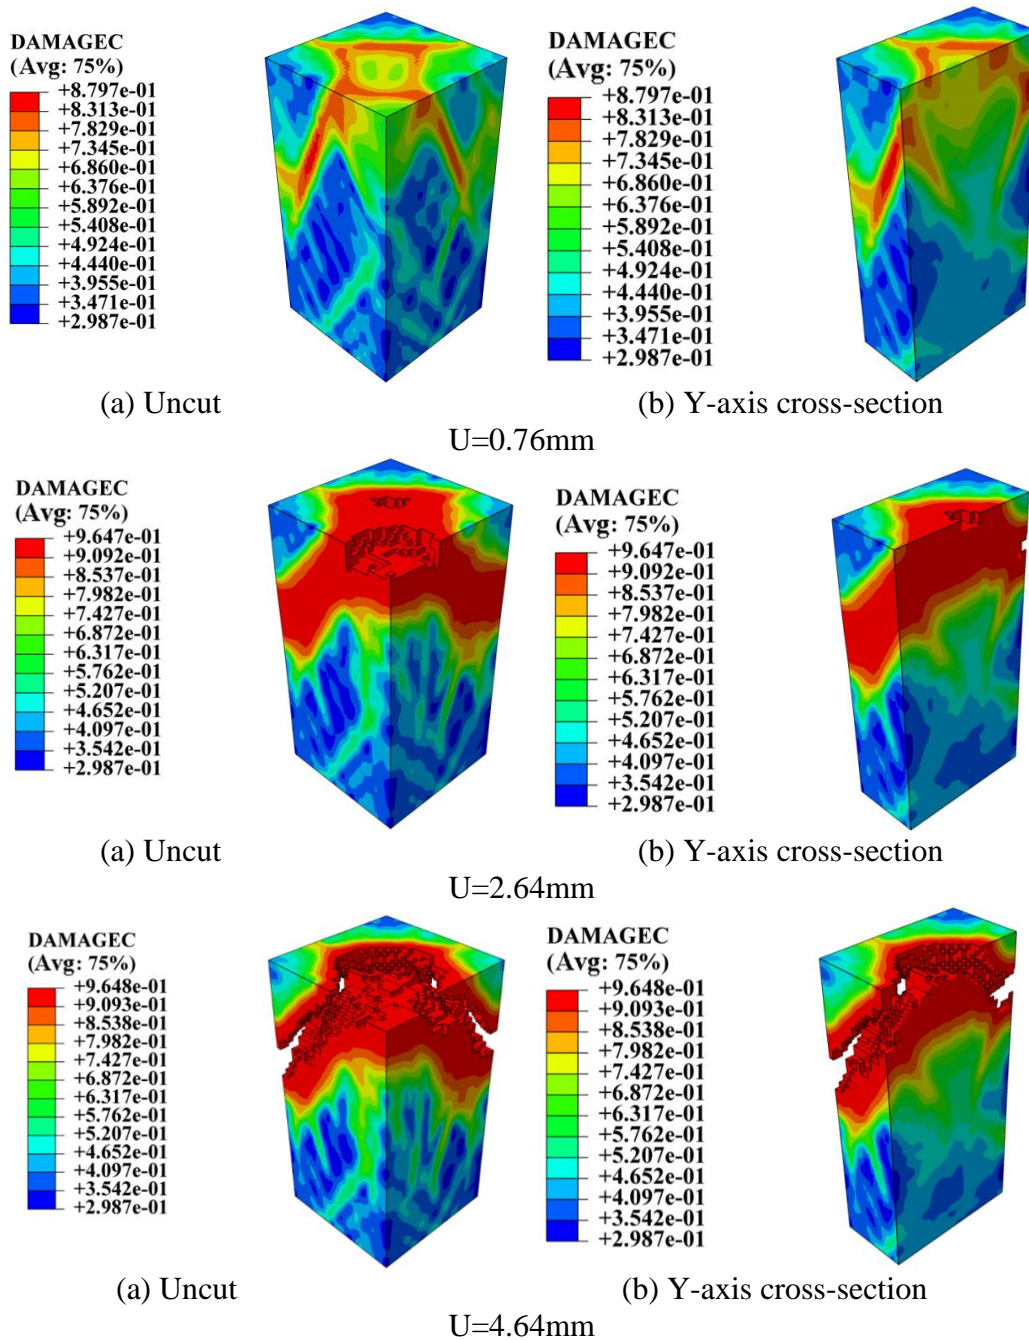 DAMAGEC
(Avg: 75%)
+8.797e-01
+8.313e-01
+7.829e-01
+7.345e-01
+6.860e-01
+6.376e-01
+5.892e-01
+5.408e-01
+4.924e-01
+4.440e-01
+3.955e-01
+3.471e-01
+2.987e-01
DAMAGEC
(Avg: 75%)
+8.797e-01
+8.313e-01
+7.829e-01
+7.345e-01
+6.860e-01
+6.376e-01
+5.892e-01
+5.408e-01
+4.924e-01
+4.440e-01
+3.955e-01
+3.471e-01
+2.987e-01
(a) Uncut
(b) Y-axis cross-section
U=0.76mm
DAMAGEC
(Avg: 75%)
+9.647e-01
+9.092e-01
+8.537e-01
+7.982e-01
+7.427e-01
+6.872e-01
+6.317e-01
+5.762e-01
+5.207e-01
+4.652e-01
+4.097e-01
+3.542e-01
+2.987e-01
DAMAGEC
(Avg: 75%)
+9.647e-01
+9.092e-01
+8.537e-01
+7.982e-01
+7.427e-01
+6.872e-01
+6.317e-01
+5.762e-01
+5.207e-01
+4.652e-01
+4.097e-01
+3.542e-01
+2.987e-01
(a) Uncut
(b) Y-axis cross-section
U=2.64mm
DAMAGEC
(Avg: 75%)
+9.648e-01
+9.093e-01
+8.538e-01
+7.982e-01
+7.427e-01
+6.872e-01
+6.317e-01
+5.762e-01
+5.207e-01
+4.652e-01
+4.097e-01
+3.542e-01
+2.987e-01
DAMAGEC
(Avg: 75%)
+9.648e-01
+9.093e-01
+8.538e-01
+7.982e-01
+7.427e-01
+6.872e-01
+6.317e-01
+5.762e-01
+5.207e-01
+4.652e-01
+4.097e-01
+3.542e-01
+2.987e-01
(a) Uncut
(b) Y-axis cross-section
U=4.64mm